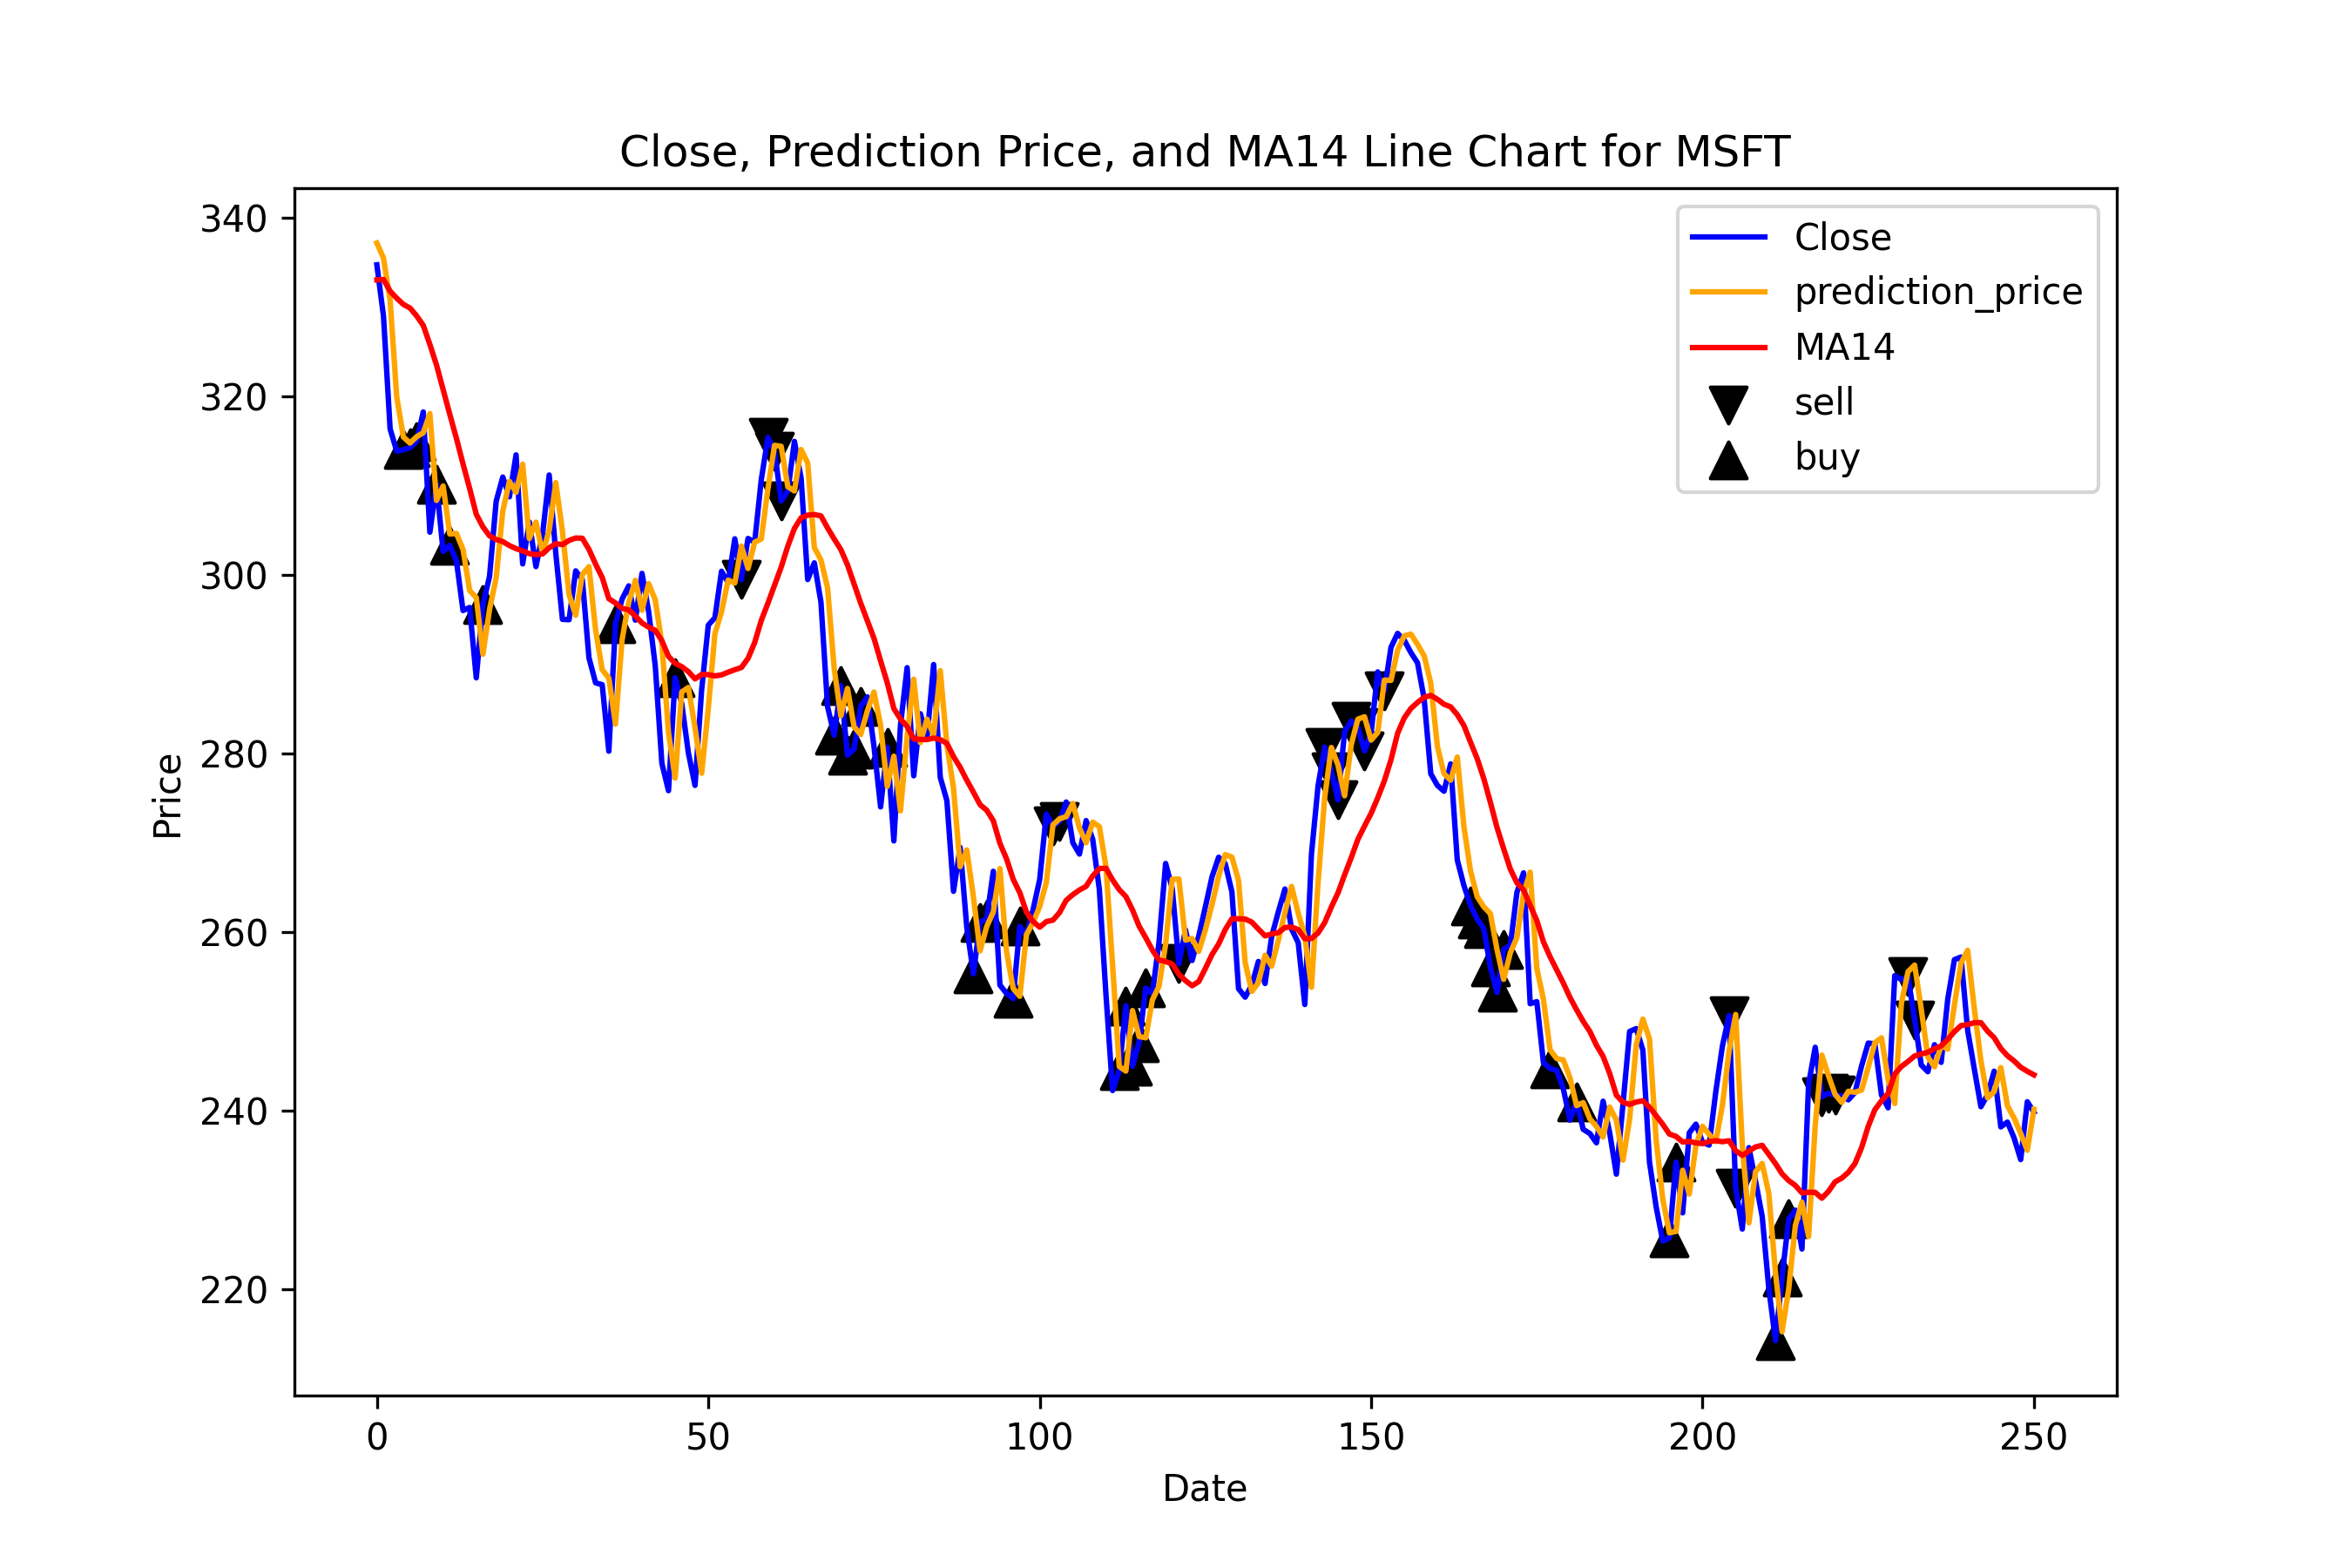 Close, Prediction Price, and MA14 Line Chart for MSFT
Close
prediction_price
MA14
sell
buy
Price
340
320
300
280
260
240
220
0 50 100 150 200 250
Date